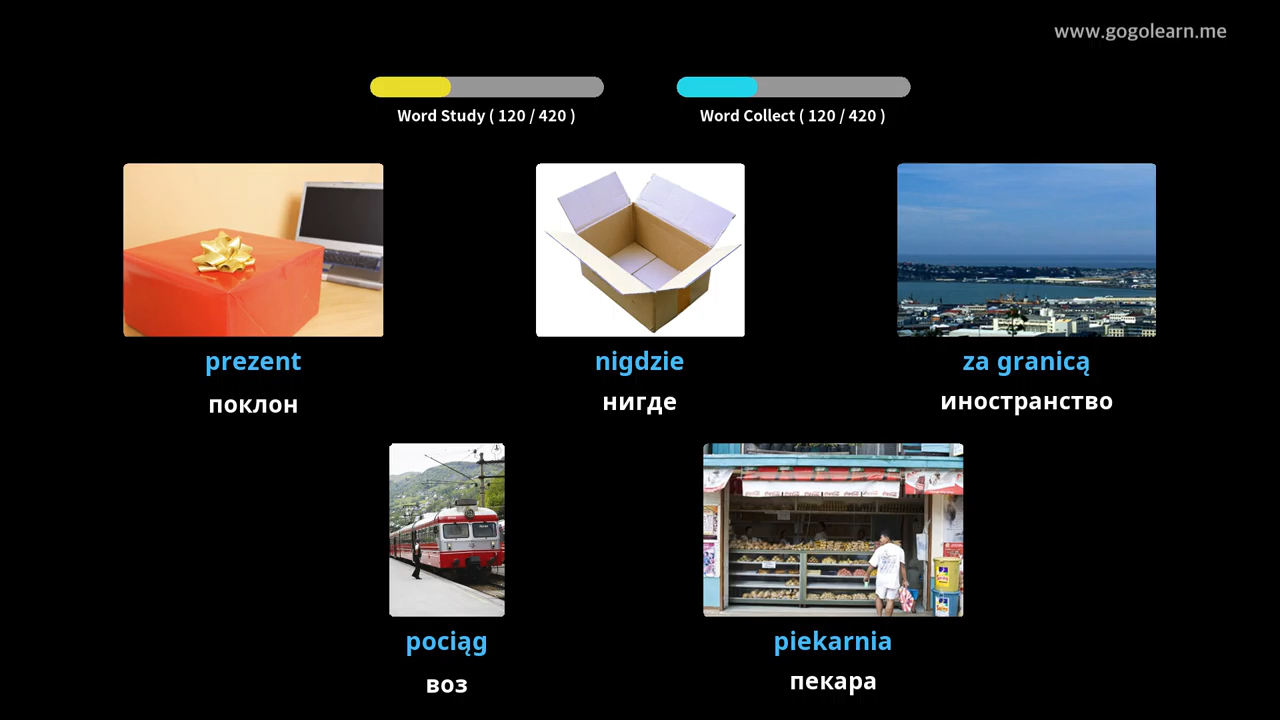 www.gogolearn.me
Word Study ( 120 / 420 )
Word Collect ( 120 / 420 )
prezent
поклон
nigdzie
нигде
za granicą
иностранство
pociąg
воз
piekarnia
пекара